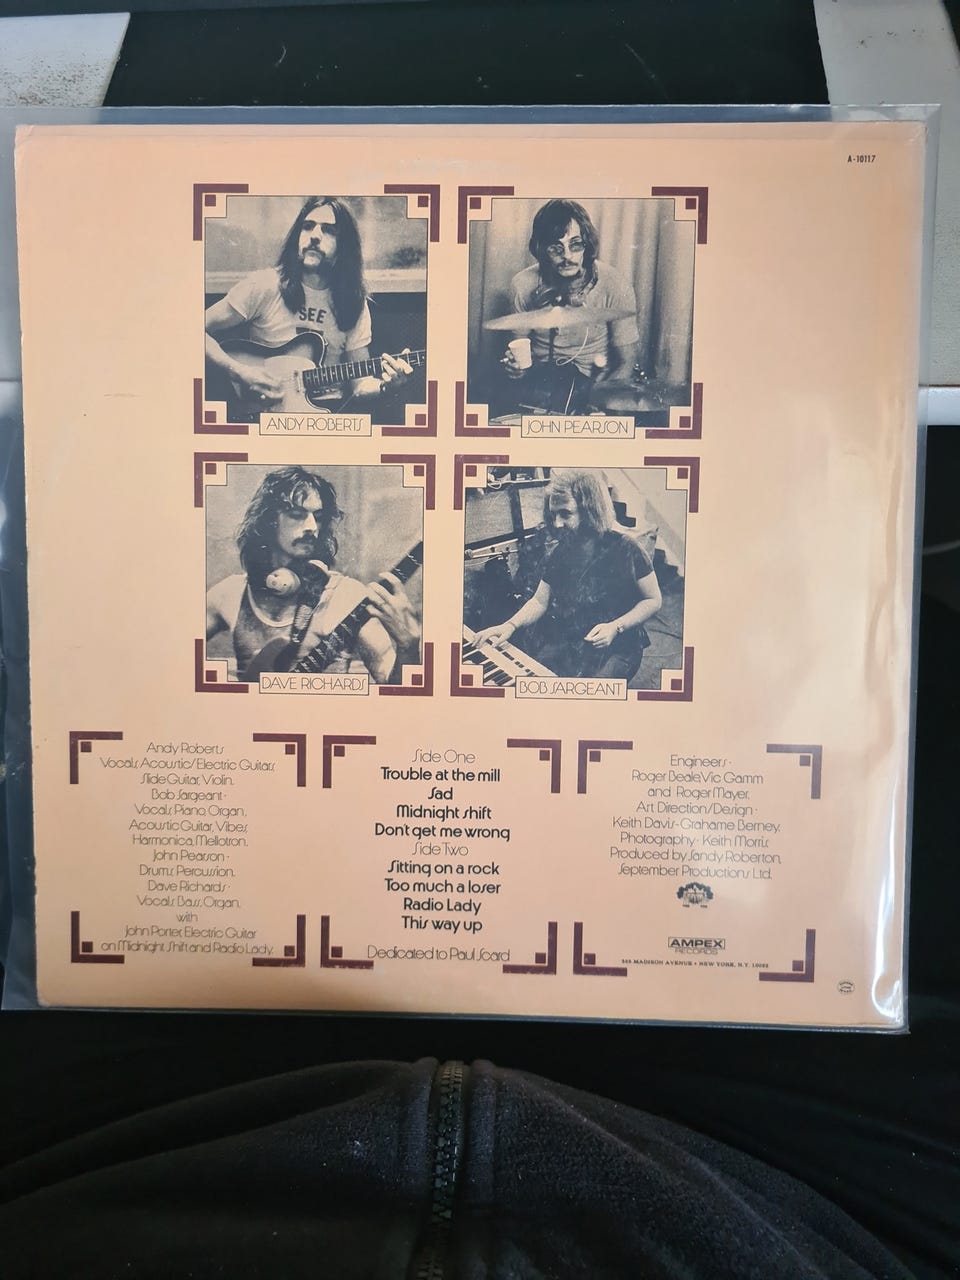 A-10117
SEE
ANDY ROBERTS
JOHN PEARSON
DAVE RICHARDS
BOB SARGEANT
Andy Roberts
Vocals, Acoustic/Electric Guitars,
Slide Guitar, Violin.
Bob Sargeant·
Vocals, Piano, Organ,
Acoustic Guitar, Vibes,
Harmonica, Mellotron.
John Pearson·
Drums, Percussion.
Dave Richards·
Vocals, Bass, Organ,
with
John Porter, Electric Guitar
on Midnight Shift and Radio Lady.
Side One
Trouble at the mill
Sad
Midnight shift
Don't get me wrong
Side Two
Sitting on a rock
Too much a loser
Radio Lady
This way up
Dedicated to Paul Scard
Engineers·
Roger Beale, Vic Gamm
and Roger Mayer.
Art Direction/Design·
Keith Davis-Grahame Berney.
Photography· Keith Morris
Produced by Sandy Roberton,
September Productions Ltd.
AMPEX
RECORDS
555 MADISON AVENUE • NEW YORK, N.Y. 10022